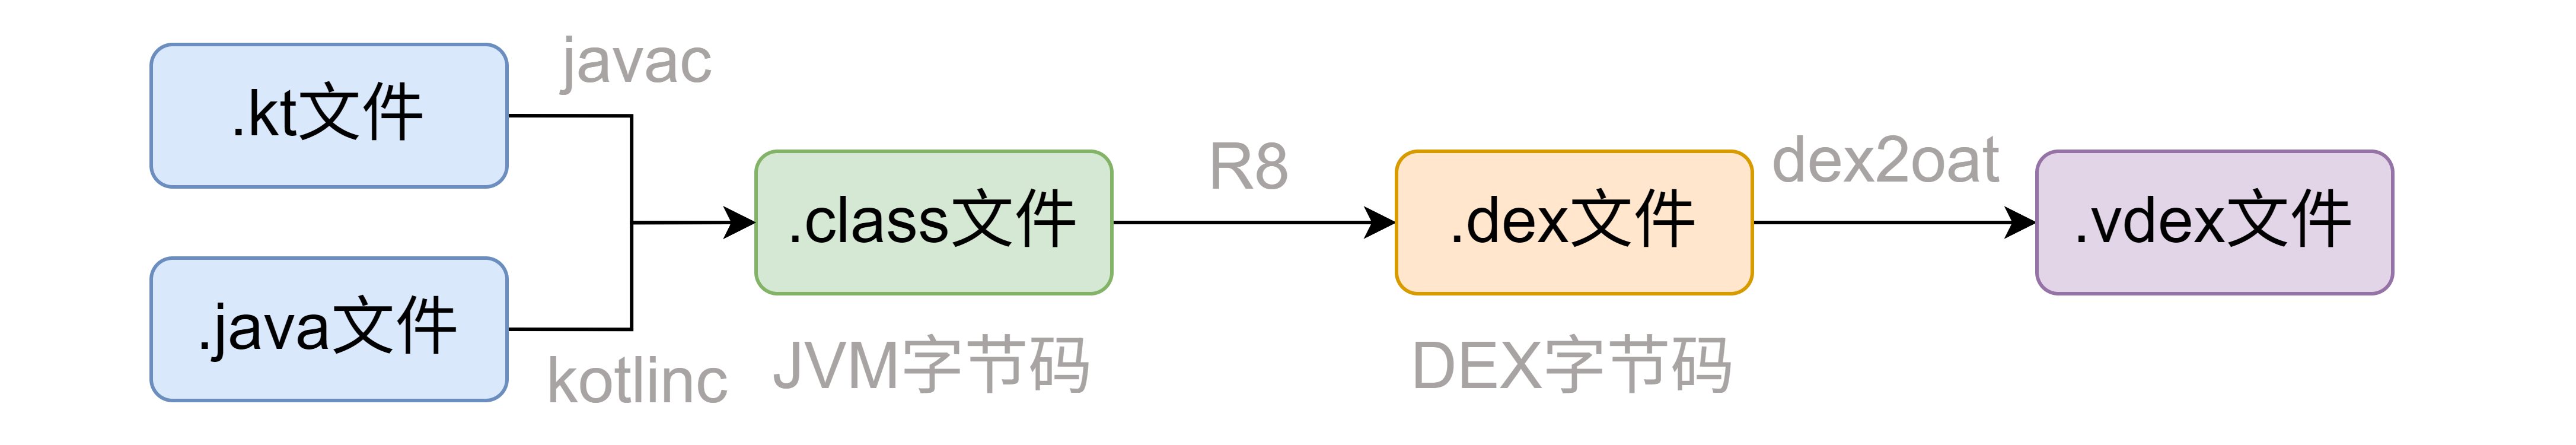 .kt文件
javac
.java文件
kotlinc
.class文件
JVM字节码
R8
.dex文件
DEX字节码
dex2oat
.vdex文件